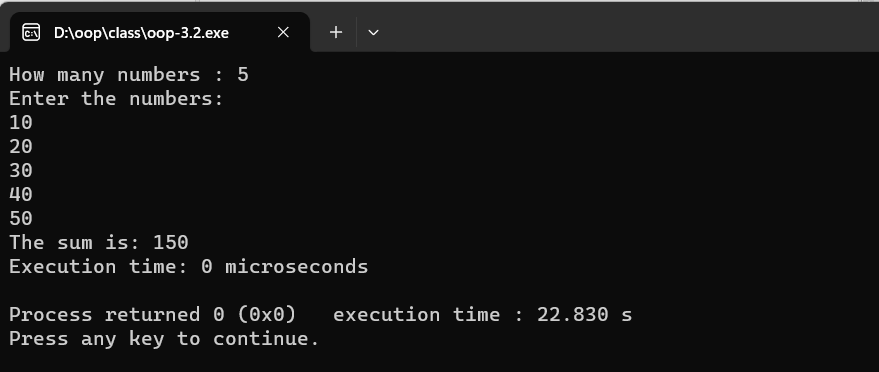 D:\oop\class\oop-3.2.exe
How many numbers : 5
Enter the numbers:
10
20
30
40
50
The sum is: 150
Execution time: 0 microseconds
Process returned 0 (0x0)   execution time : 22.830 s
Press any key to continue.